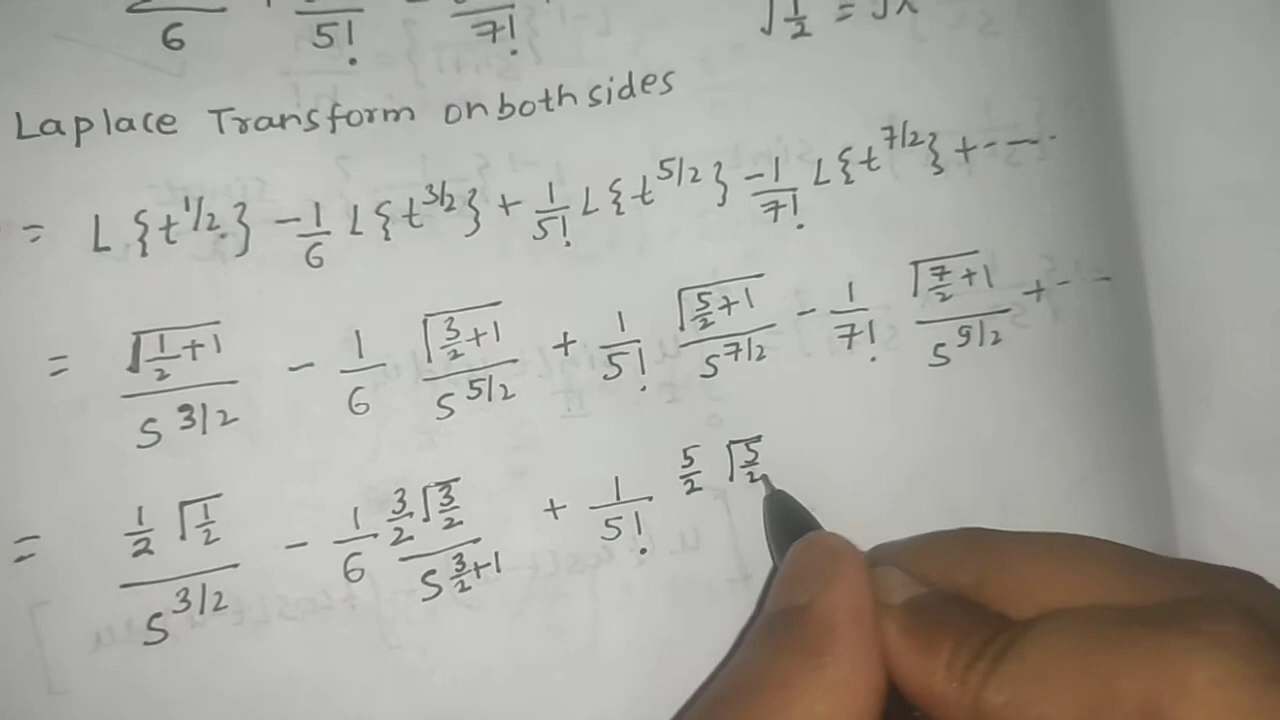 6 5! 7! √1/2 = √π
Laplace Transform on both sides
= L{t^1/2} - 1/6 L{t^3/2} + 1/5! L{t^5/2} - 1/7! L{t^7/2} + ----
= √(1/2+1) / S^3/2 - 1/6 √(3/2+1) / S^5/2 + 1/5! √(5/2+1) / S^7/2 - 1/7! √(7/2+1) / S^9/2 + ---
= 1/2 √1/2 / S^3/2 - 1/6 3/2 √3/2 / S^3/2+1 + 1/5! 5/2 √5/2